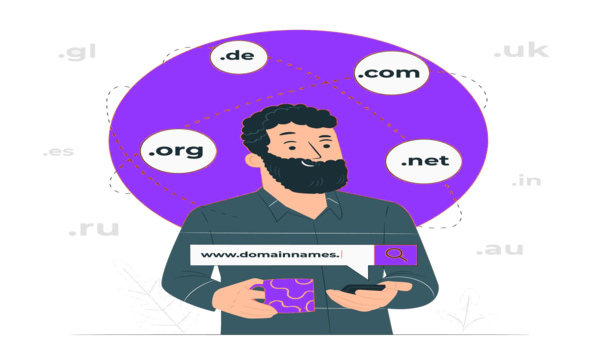 .gl
.de
.uk
.com
.org
.es
.net
.in
.ru
.au
www.domainnames.